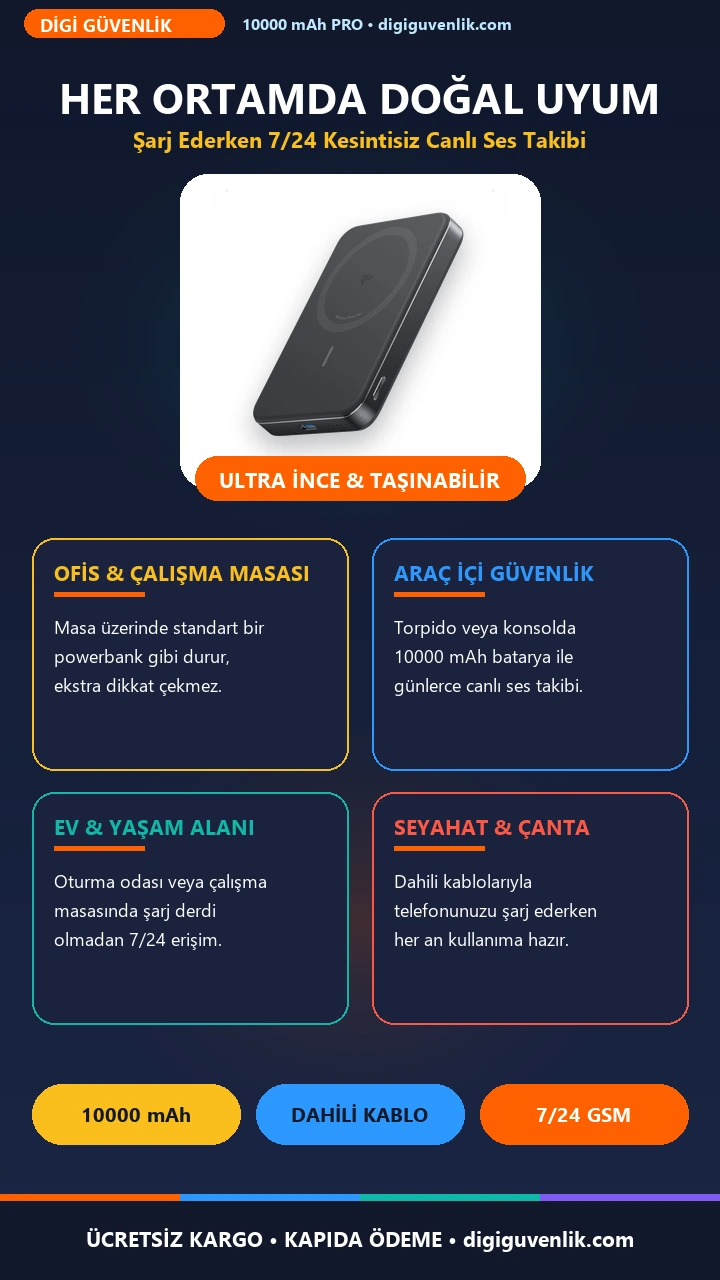 DİGİ GÜVENLİK
10000 mAh PRO • digiguvenlik.com
HER ORTAMDA DOĞAL UYUM
Şarj Ederken 7/24 Kesintisiz Canlı Ses Takibi
ULTRA İNCE & TAŞINABİLİR
OFİS & ÇALIŞMA MASASI
Masa üzerinde standart bir
powerbank gibi durur,
ekstra dikkat çekmez.
ARAÇ İÇİ GÜVENLİK
Torpido veya konsolda
10000 mAh batarya ile
günlerce canlı ses takibi.
EV & YAŞAM ALANI
Oturma odası veya çalışma
masasında şarj derdi
olmadan 7/24 erişim.
SEYAHAT & ÇANTA
Dahili kablolarıyla
telefonunuzu şarj ederken
her an kullanıma hazır.
10000 mAh
DAHİLİ KABLO
7/24 GSM
ÜCRETSİZ KARGO • KAPIDA ÖDEME • digiguvenlik.com